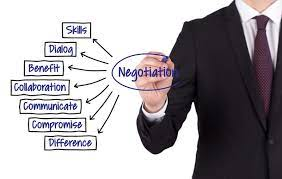 Skills
Dialog
Benefit
Negotiation
Collaboration
Communicate
Compromise
Difference